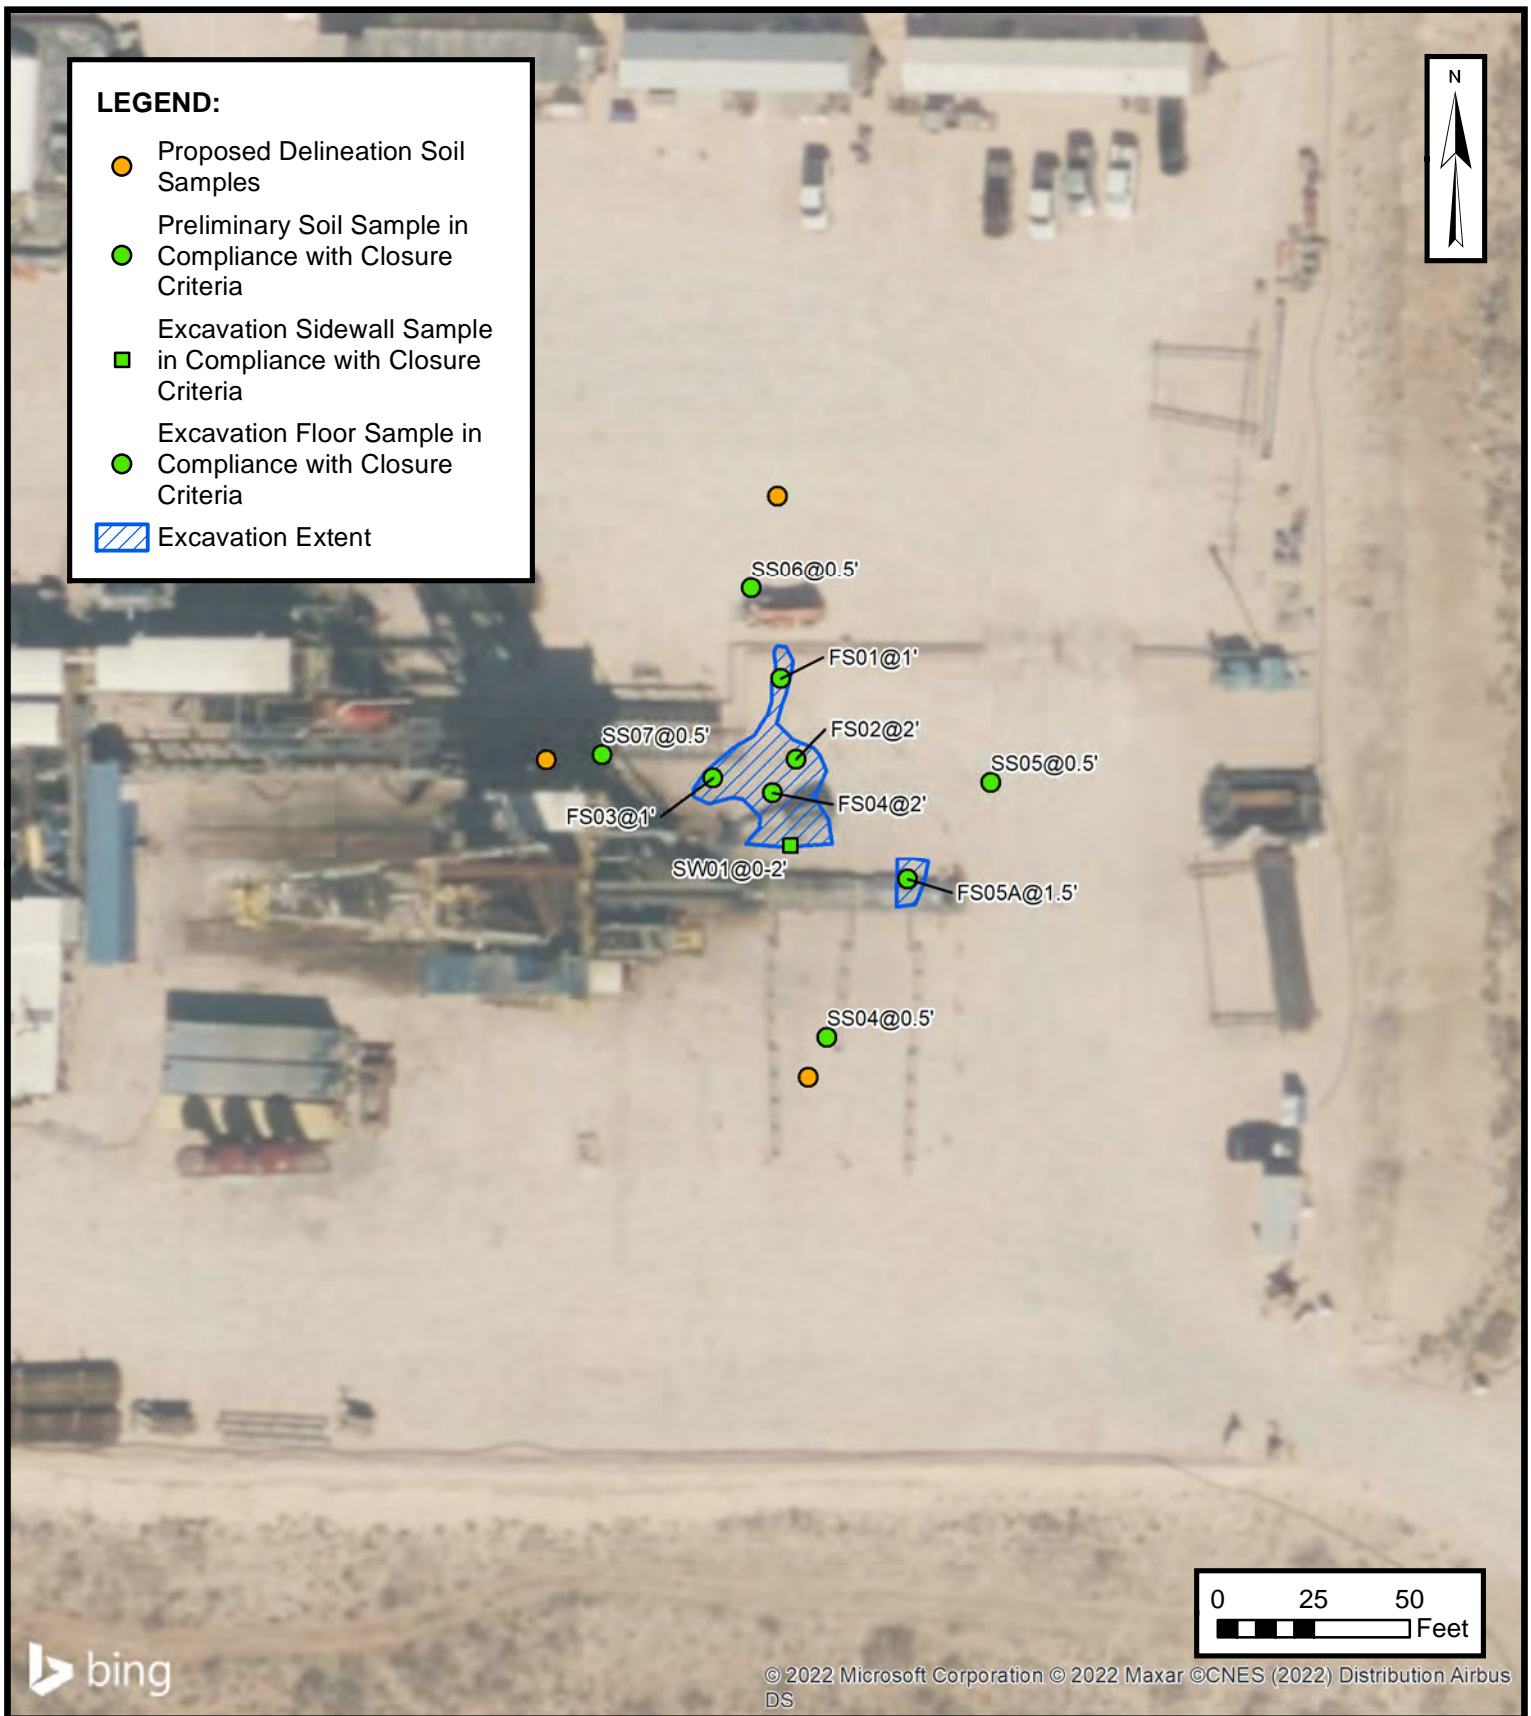 LEGEND:
Proposed Delineation Soil
Samples
Preliminary Soil Sample in
Compliance with Closure
Criteria
Excavation Sidewall Sample
in Compliance with Closure
Criteria
Excavation Floor Sample in
Compliance with Closure
Criteria
Excavation Extent
N
SS06@0.5'
FS01@1'
SS07@0.5'
FS02@2'
SS05@0.5'
FS03@1'
FS04@2'
SW01@0-2'
FS05A@1.5'
SS04@0.5'
0 25 50
Feet
bing
© 2022 Microsoft Corporation © 2022 Maxar ©CNES (2022) Distribution Airbus
DS